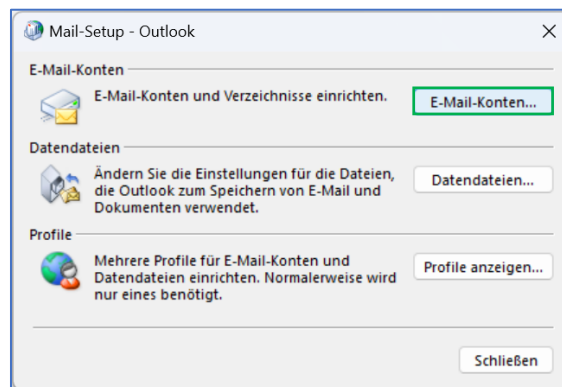 Mail-Setup - Outlook
E-Mail-Konten
E-Mail-Konten und Verzeichnisse einrichten.
E-Mail-Konten...
Datendateien
Ändern Sie die Einstellungen für die Dateien,
die Outlook zum Speichern von E-Mail und
Dokumenten verwendet.
Datendateien...
Profile
Mehrere Profile für E-Mail-Konten und
Datendateien einrichten. Normalerweise wird
nur eines benötigt.
Profile anzeigen...
Schließen